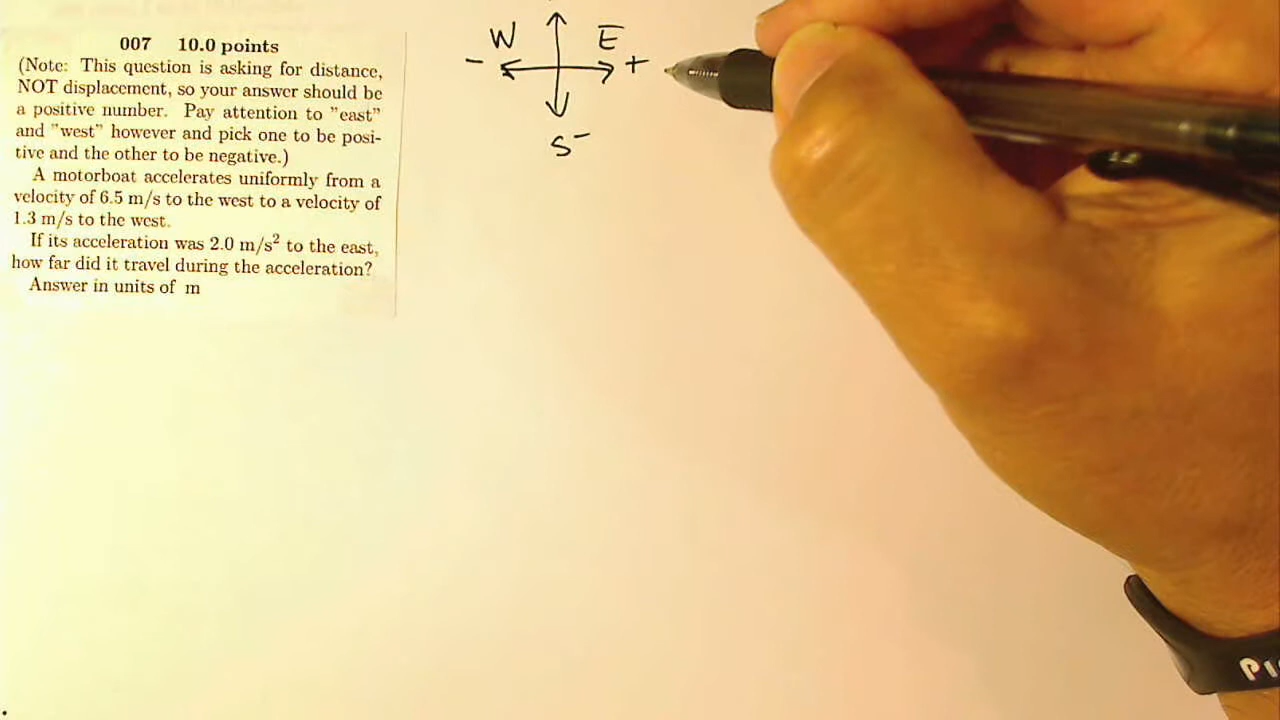 007 10.0 points
(Note: This question is asking for distance,
NOT displacement, so your answer should be
a positive number. Pay attention to "east"
and "west" however and pick one to be posi-
tive and the other to be negative.)
A motorboat accelerates uniformly from a
velocity of 6.5 m/s to the west to a velocity of
1.3 m/s to the west.
If its acceleration was 2.0 m/s² to the east,
how far did it travel during the acceleration?
Answer in units of m
W E
- +
S -